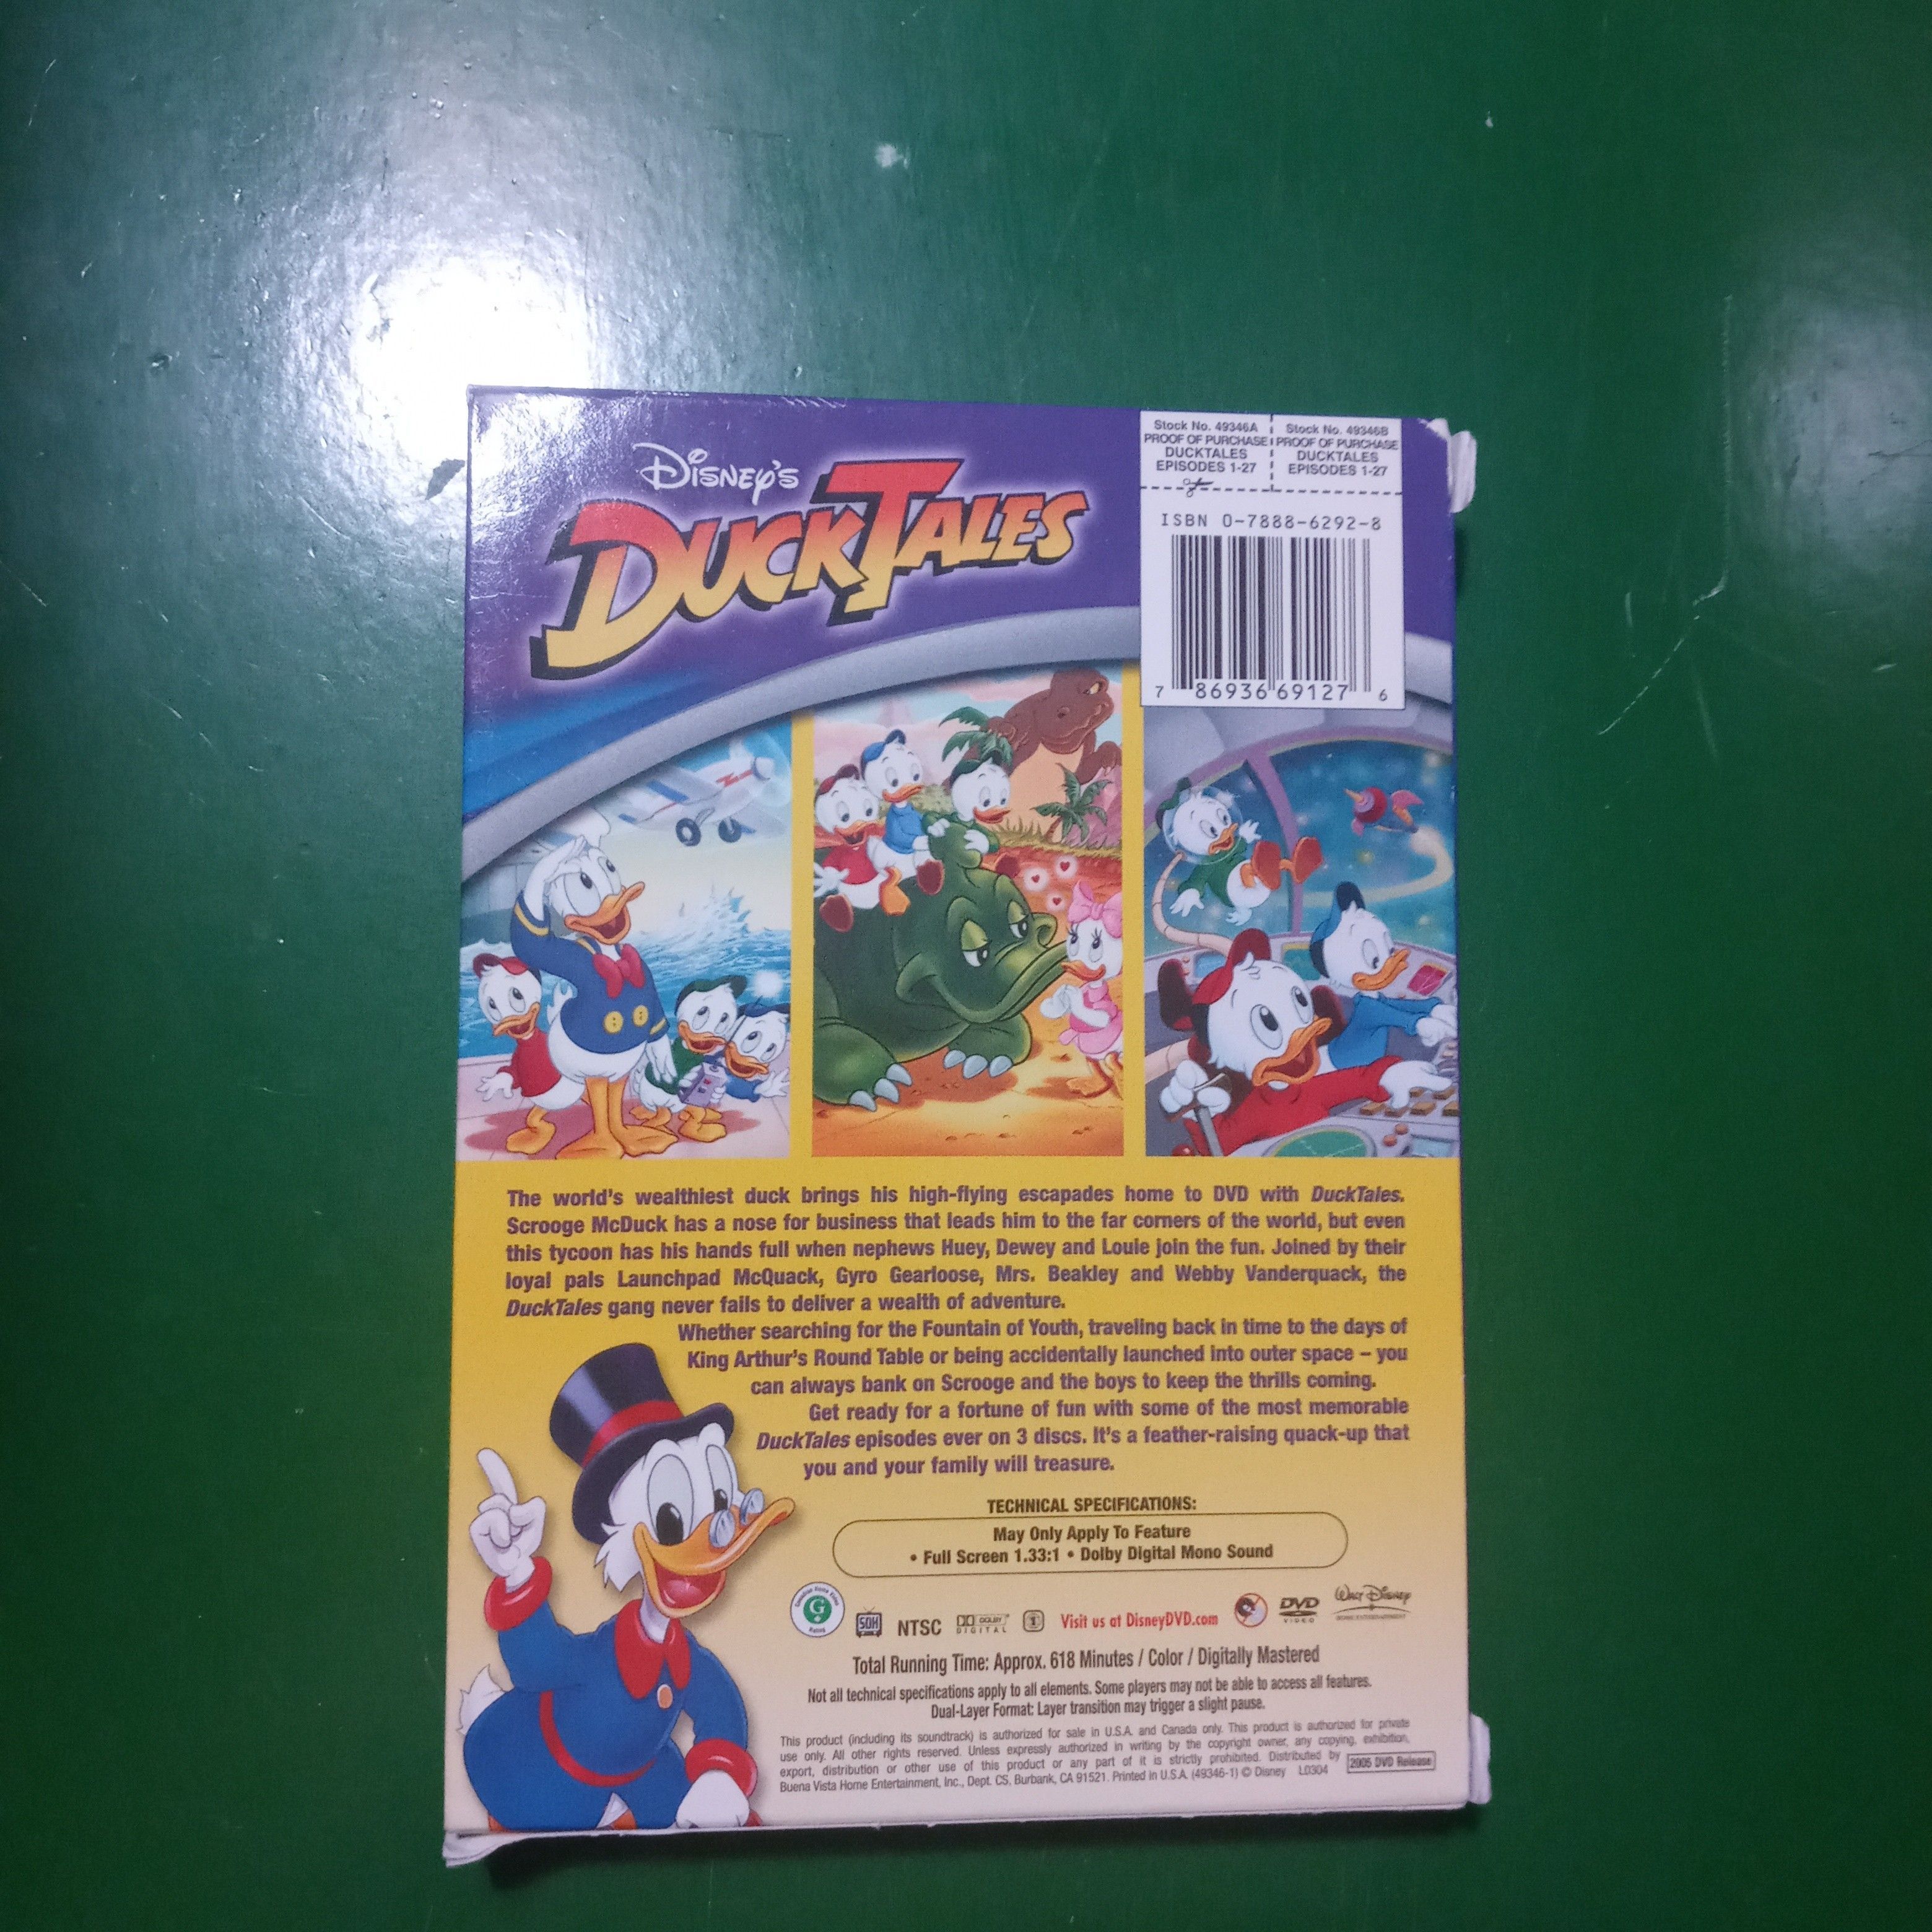 DISNEY'S
DUCKTALES
Stock No. 49346A
PROOF OF PURCHASE
DUCKTALES
EPISODES 1-27
Stock No. 49346B
PROOF OF PURCHASE
DUCKTALES
EPISODES 1-27
ISBN 0-7888-6292-8
7 86936 69127 6
The world's wealthiest duck brings his high-flying escapades home to DVD with DuckTales.
Scrooge McDuck has a nose for business that leads him to the far corners of the world, but even
this tycoon has his hands full when nephews Huey, Dewey and Louie join the fun. Joined by their
loyal pals Launchpad McQuack, Gyro Gearloose, Mrs. Beakley and Webby Vanderquack, the
DuckTales gang never fails to deliver a wealth of adventure.
Whether searching for the Fountain of Youth, traveling back in time to the days of
King Arthur's Round Table or being accidentally launched into outer space – you
can always bank on Scrooge and the boys to keep the thrills coming.
Get ready for a fortune of fun with some of the most memorable
DuckTales episodes ever on 3 discs. It's a feather-raising quack-up that
you and your family will treasure.
TECHNICAL SPECIFICATIONS:
May Only Apply To Feature
• Full Screen 1.33:1 • Dolby Digital Mono Sound
Canadian Home Video
G
Rating
SDH
NTSC
DOLBY
DIGITAL
1
Visit us at DisneyDVD.com
DVD
VIDEO
WALT DISNEY
HOME ENTERTAINMENT
Total Running Time: Approx. 618 Minutes / Color / Digitally Mastered
Not all technical specifications apply to all elements. Some players may not be able to access all features.
Dual-Layer Format: Layer transition may trigger a slight pause.
This product (including its soundtrack) is authorized for sale in U.S.A. and Canada only. This product is authorized for private
use only. All other rights reserved. Unless expressly authorized in writing by the copyright owner, any copying, exhibition,
export, distribution or other use of this product or any part of it is strictly prohibited. Distributed by
Buena Vista Home Entertainment, Inc., Dept. CS, Burbank, CA 91521. Printed in U.S.A. (49346-1) © Disney L0304
2005 DVD Release